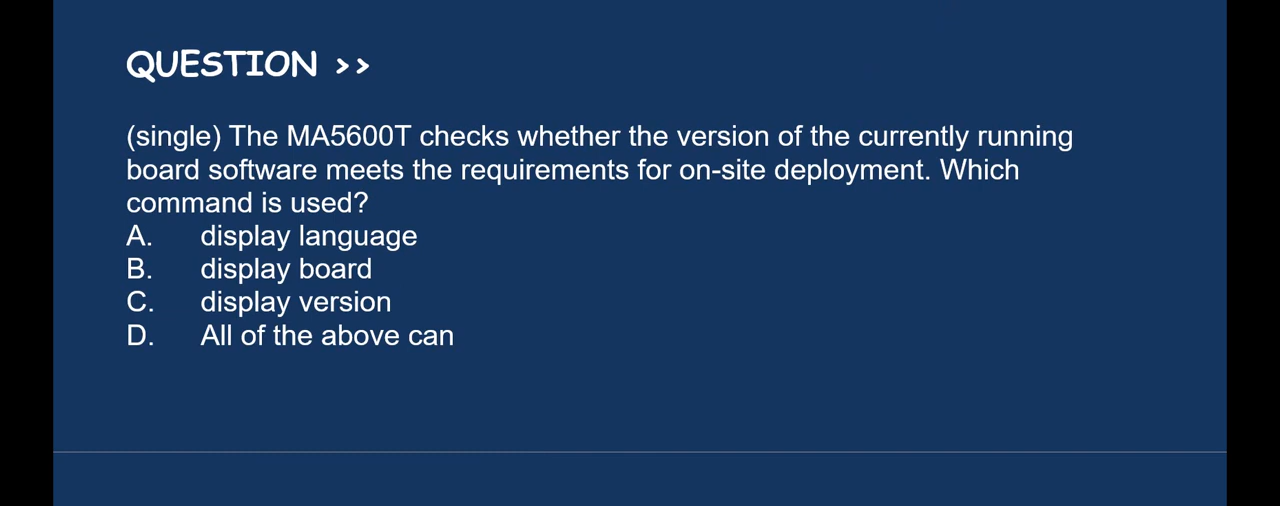 QUESTION >>
(single) The MA5600T checks whether the version of the currently running
board software meets the requirements for on-site deployment. Which
command is used?
A. display language
B. display board
C. display version
D. All of the above can